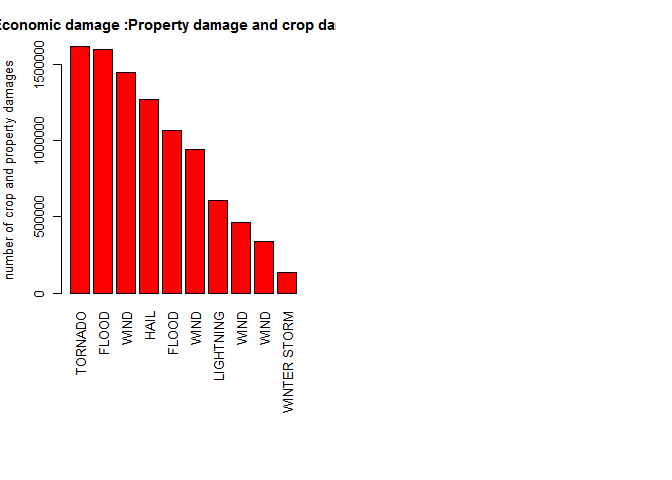 Economic damage :Property damage and crop da
number of crop and property damages
1500000
1000000
500000
0
TORNADO
FLOOD
WIND
HAIL
FLOOD
WIND
LIGHTNING
WIND
WIND
WINTER STORM